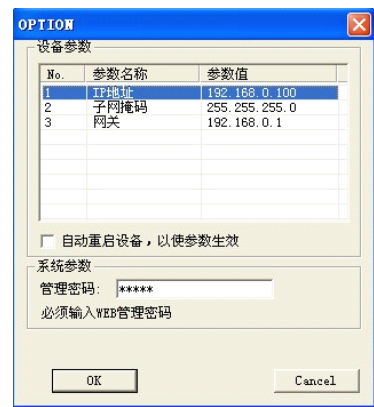 OPTION
设备参数
No. 参数名称 参数值
1 IP地址 192.168.0.100
2 子网掩码 255.255.255.0
3 网关 192.168.0.1
自动重启设备，以使参数生效
系统参数
管理密码: *****
必须输入WEB管理密码
OK Cancel